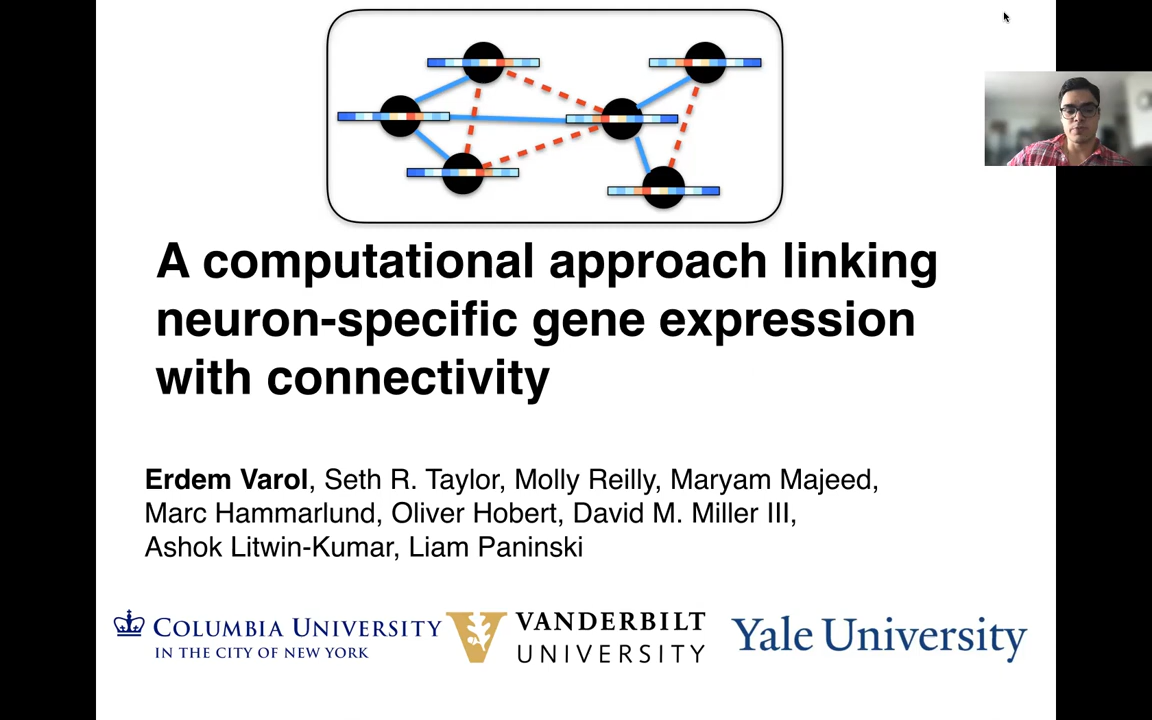 A computational approach linking
neuron-specific gene expression
with connectivity
Erdem Varol, Seth R. Taylor, Molly Reilly, Maryam Majeed,
Marc Hammarlund, Oliver Hobert, David M. Miller III,
Ashok Litwin-Kumar, Liam Paninski
COLUMBIA UNIVERSITY
IN THE CITY OF NEW YORK
V
VANDERBILT
UNIVERSITY
Yale University